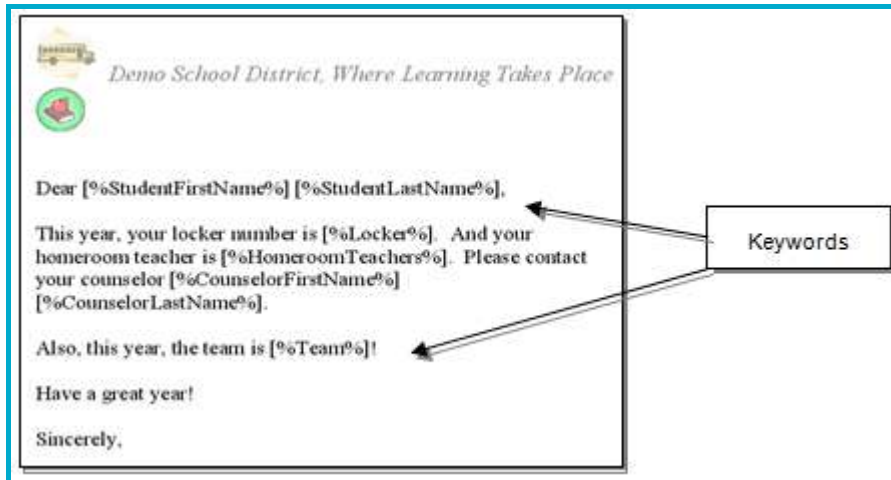 Demo School District, Where Learning Takes Place
Dear [%StudentFirstName%] [%StudentLastName%],
This year, your locker number is [%Locker%]. And your
homeroom teacher is [%HomeroomTeachers%]. Please contact
your counselor [%CounselorFirstName%]
[%CounselorLastName%].
Also, this year, the team is [%Team%]!
Have a great year!
Sincerely,
Keywords